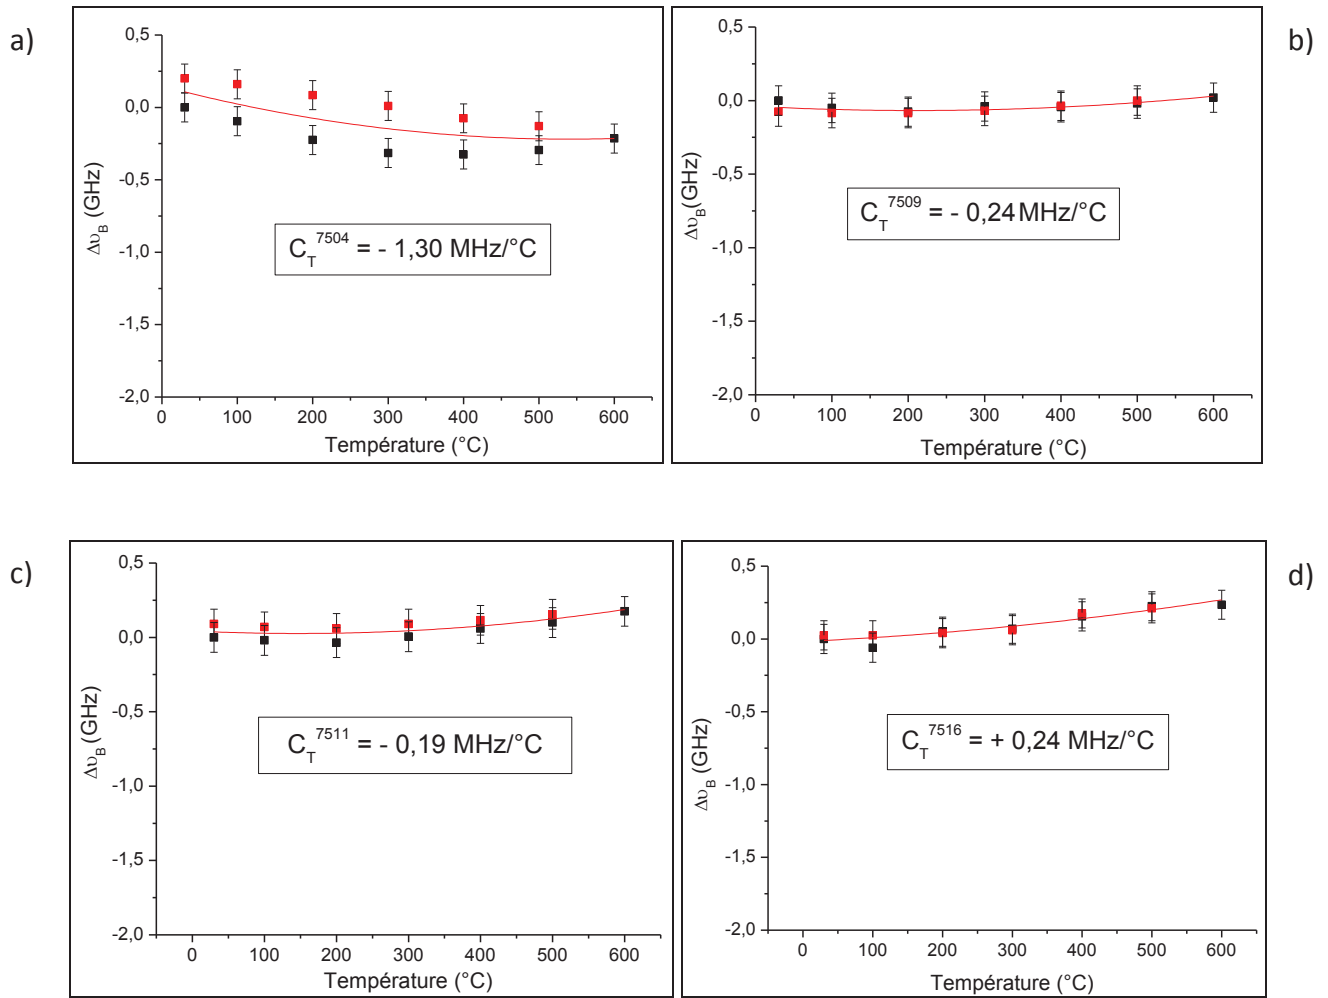 a)
0,5
0,0
-0,5
-1,0
-1,5
-2,0
Δυ_B (GHz)
C_T^7504 = - 1,30 MHz/°C
0 100 200 300 400 500 600
Température (°C)
b)
0,5
0,0
-0,5
-1,0
-1,5
-2,0
Δυ_B(GHz)
C_T^7509 = - 0,24 MHz/°C
0 100 200 300 400 500 600
Température (°C)
c)
0,5
0,0
-0,5
-1,0
-1,5
-2,0
Δυ_B (GHz)
C_T^7511 = - 0,19 MHz/°C
0 100 200 300 400 500 600
Température (°C)
d)
0,5
0,0
-0,5
-1,0
-1,5
-2,0
Δυ_B (GHz)
C_T^7516 = + 0,24 MHz/°C
0 100 200 300 400 500 600
Température (°C)